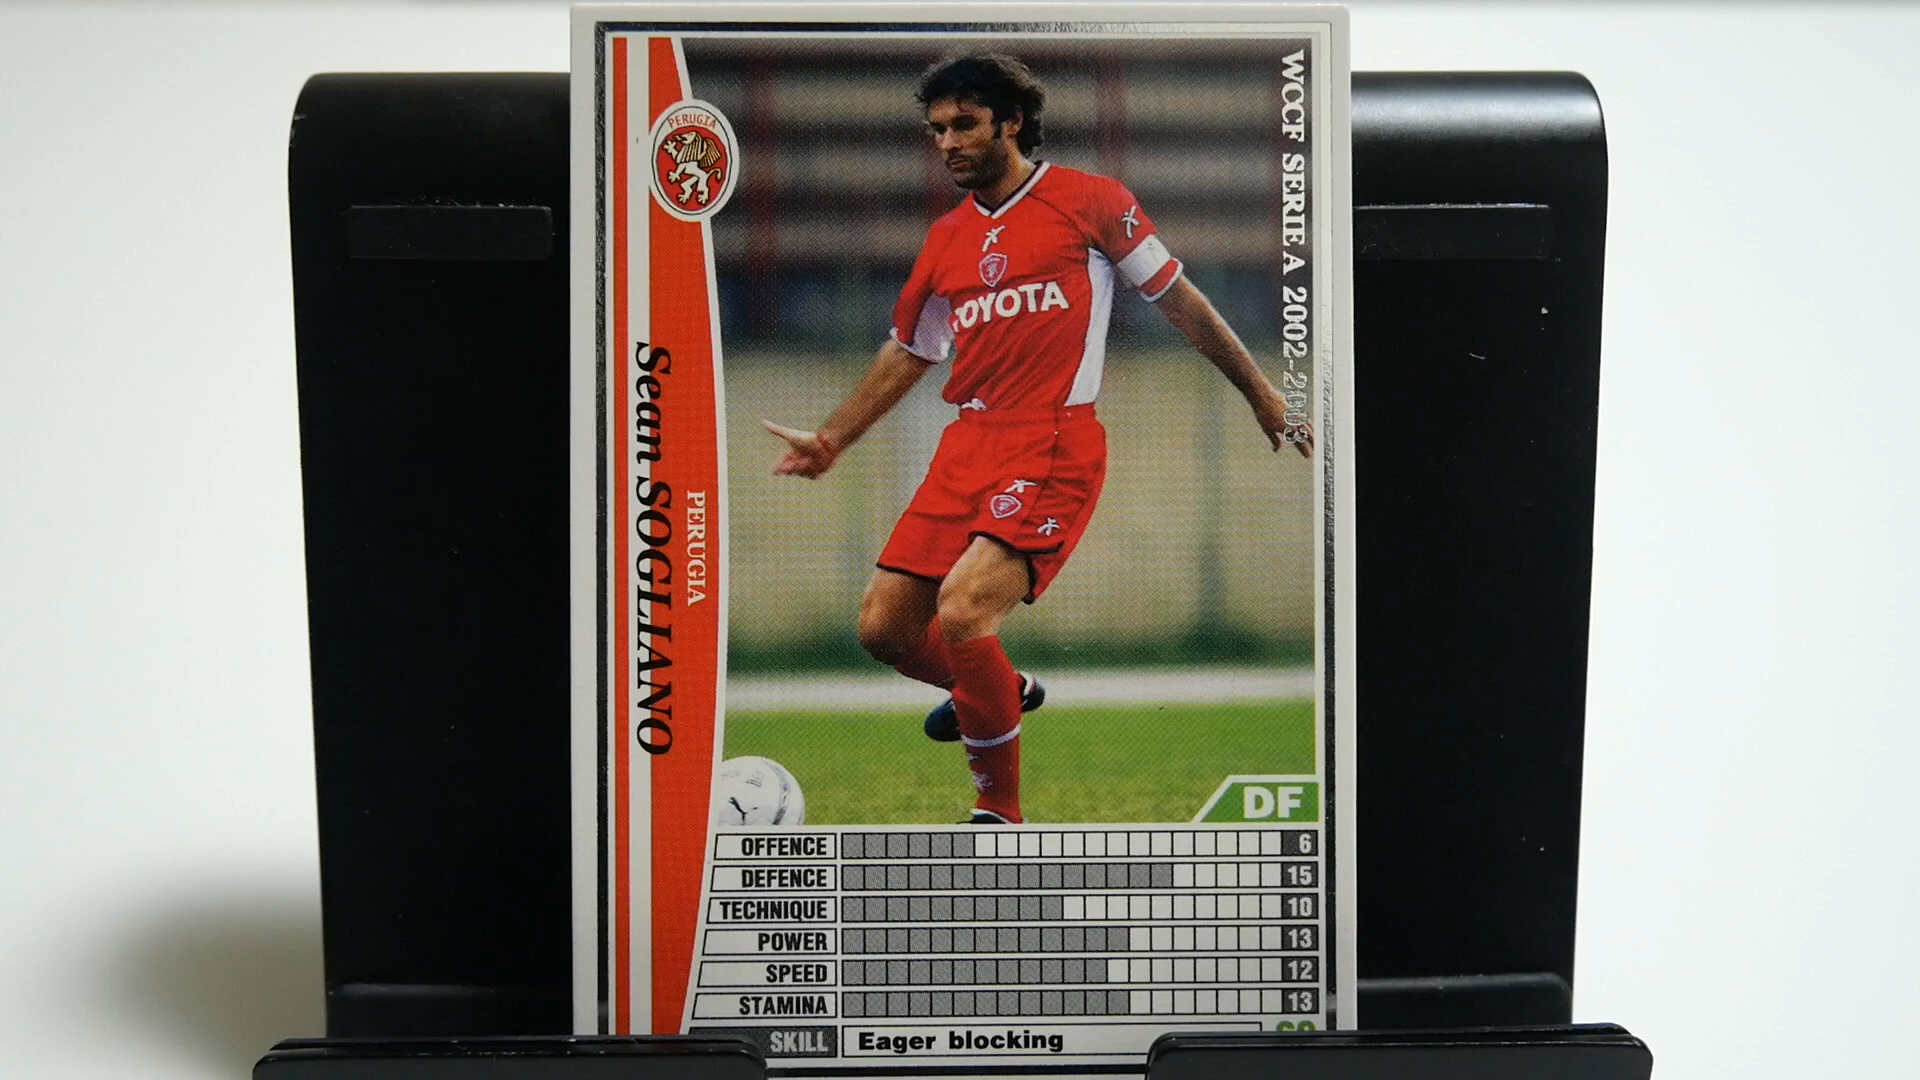 WCCF SERIE A 2002-2003
PERUGIA
PERUGIA
Sean SOGLIANO
TOYOTA
DF
OFFENCE 6
DEFENCE 15
TECHNIQUE 10
POWER 13
SPEED 12
STAMINA 13
SKILL Eager blocking